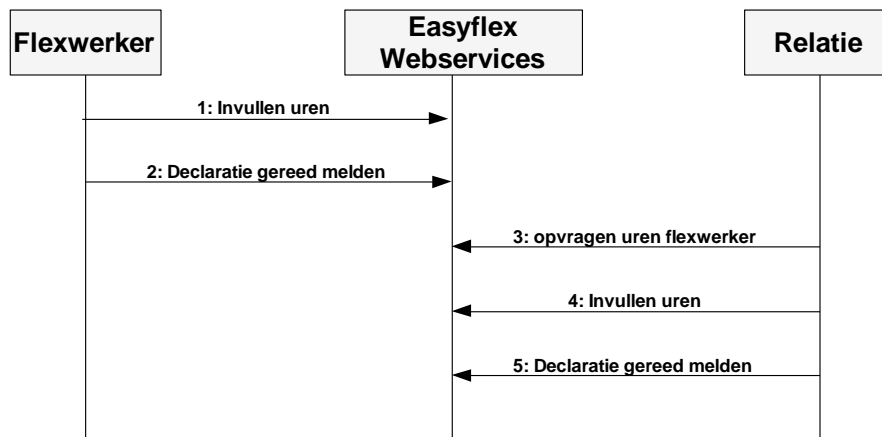 Flexwerker
Easyflex
Webservices
Relatie
1: Invullen uren
2: Declaratie gereed melden
3: opvragen uren flexwerker
4: Invullen uren
5: Declaratie gereed melden